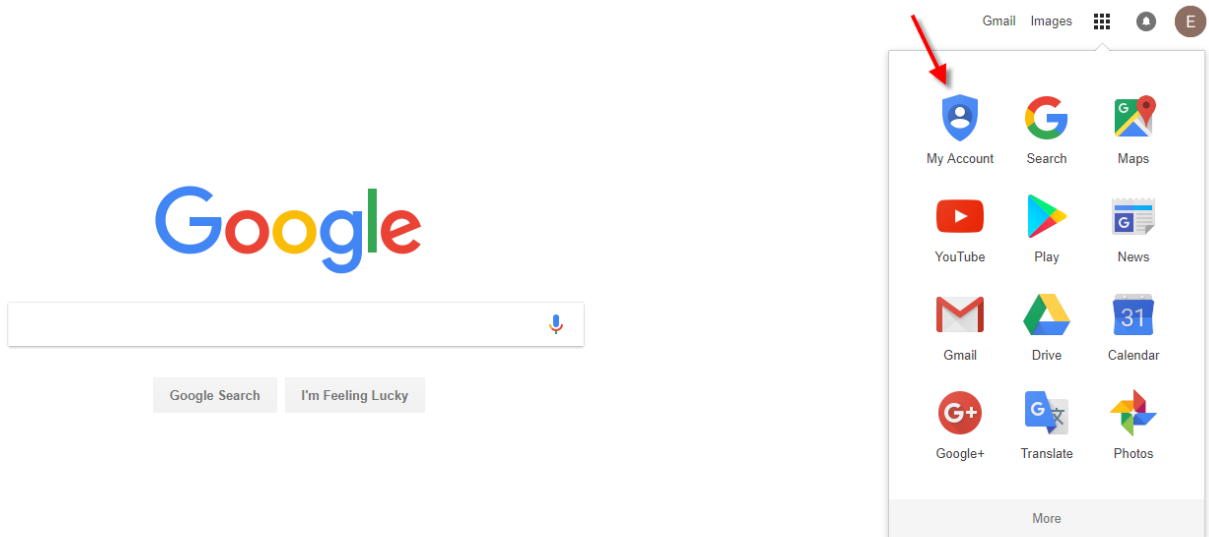 Gmail Images E
My Account Search Maps
YouTube Play News
Gmail Drive Calendar
Google+ Translate Photos
More
Google
Google Search I'm Feeling Lucky
G
G
G
31
G+
G 文